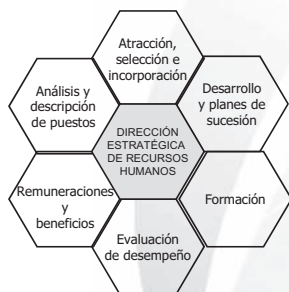 Atracción,
selección e
incorporación
Análisis y
descripción
de puestos
Desarrollo
y planes de
sucesión
DIRECCIÓN
ESTRATÉGICA
DE RECURSOS
HUMANOS
Remuneraciones
y
beneficios
Formación
Evaluación
de desempeño